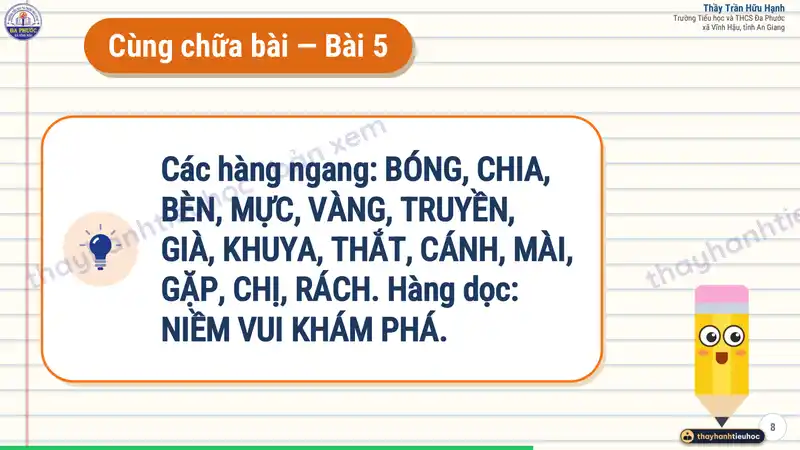 Thầy Trần Hữu Hạnh
Trường Tiểu học và THCS Đa Phước
xã Vĩnh Hậu, tỉnh An Giang
ĐA PHƯỚC
Cùng chữa bài – Bài 5
Các hàng ngang: BÓNG, CHIA,
BÈN, MỰC, VÀNG, TRUYỀN,
GIÀ, KHUYA, THẮT, CÁNH, MÀI,
GẶP, CHỊ, RÁCH. Hàng dọc:
NIỀM VUI KHÁM PHÁ.
thayhanhtieuhoc
8